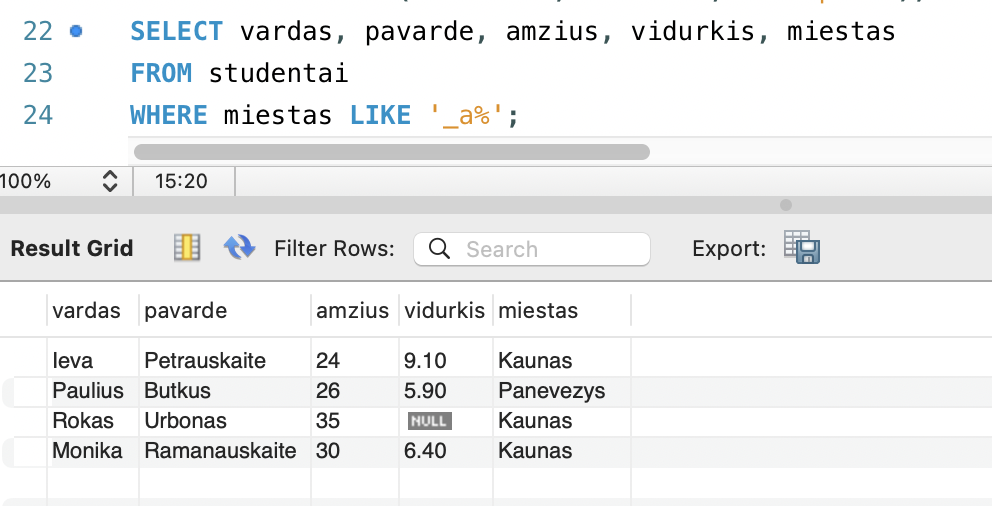 22 SELECT vardas, pavarde, amzius, vidurkis, miestas
23 FROM studentai
24 WHERE miestas LIKE '_a%';
100% 15:20
Result Grid Filter Rows: Search Export:
vardas pavarde amzius vidurkis miestas
Ieva Petrauskaite 24 9.10 Kaunas
Paulius Butkus 26 5.90 Panevezys
Rokas Urbonas 35 NULL Kaunas
Monika Ramanauskaite 30 6.40 Kaunas